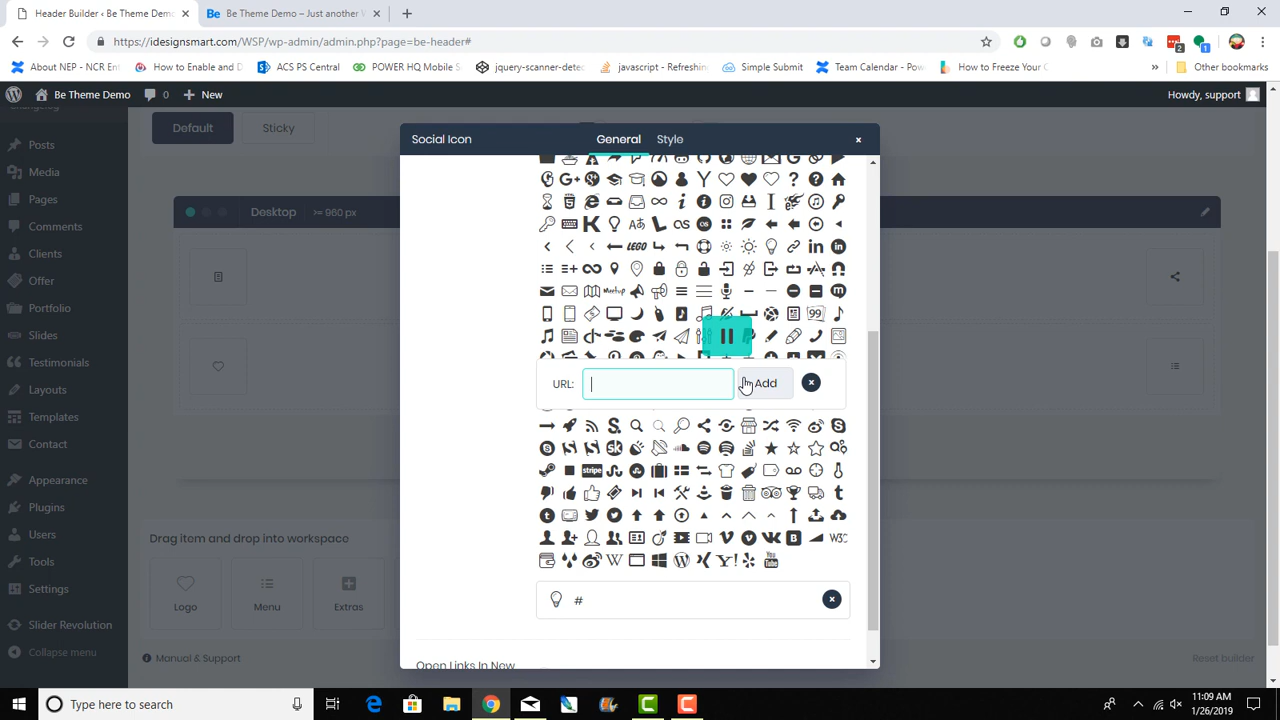 Header Builder ‹ Be Theme Demo
Be Theme Demo – Just another W
https://idesignsmart.com/WSP/wp-admin/admin.php?page=be-header#
About NEP - NCR Ent
How to Enable and D
ACS PS Central
POWER HQ Mobile S
jquery-scanner-detec
javascript - Refreshing
Simple Submit
Team Calendar - Pow
How to Freeze Your C
»
Other bookmarks
Be Theme Demo
0
New
Howdy, support
Default
Sticky
Social Icon
General
Style
Posts
Media
Pages
Comments
Clients
Offer
Portfolio
Slides
Testimonials
Layouts
Templates
Contact
Appearance
Plugins
Users
Tools
Settings
Slider Revolution
Collapse menu
Desktop
>= 960 px
URL:
Add
#
Open Links In New
Drag item and drop into workspace
Logo
Menu
Extras
Manual & Support
Reset builder
Type here to search
11:09 AM
1/26/2019